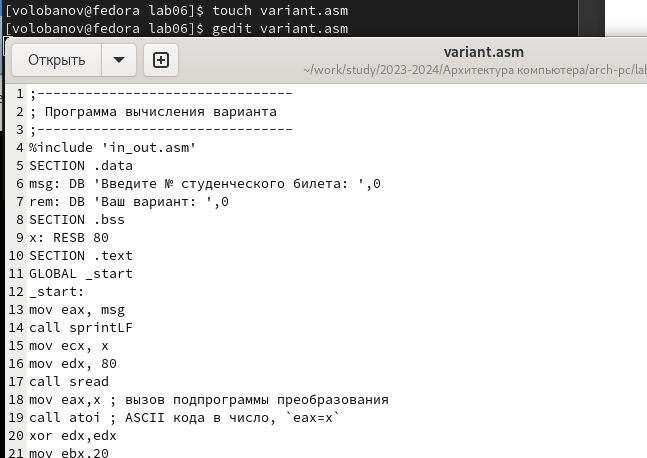 [volobanov@fedora lab06]$ touch variant.asm
[volobanov@fedora lab06]$ gedit variant.asm
Открыть
variant.asm
~/work/study/2023-2024/Архитектура компьютера/arch-pc/lab
1 ;--------------------------------
2 ; Программа вычисления варианта
3 ;--------------------------------
4 %include 'in_out.asm'
5 SECTION .data
6 msg: DB 'Введите № студенческого билета: ',0
7 rem: DB 'Ваш вариант: ',0
8 SECTION .bss
9 x: RESB 80
10 SECTION .text
11 GLOBAL _start
12 _start:
13 mov eax, msg
14 call sprintLF
15 mov ecx, x
16 mov edx, 80
17 call sread
18 mov eax,x ; вызов подпрограммы преобразования
19 call atoi ; ASCII кода в число, `eax=x`
20 xor edx,edx
21 mov ebx,20